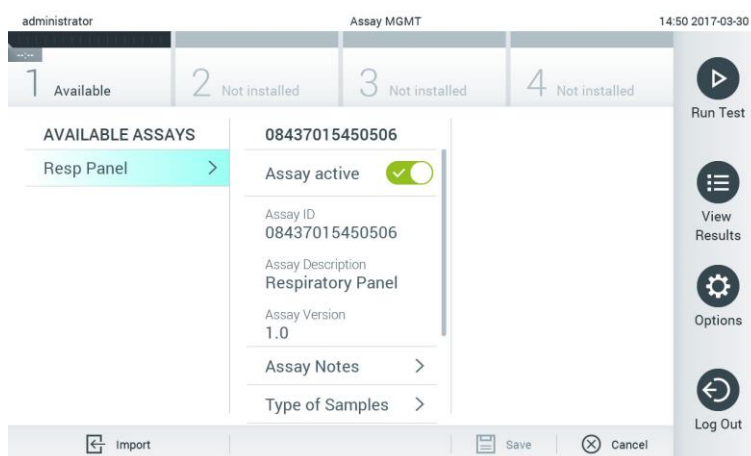 administrator
Assay MGMT
14:50 2017-03-30
--:--
1 Available
2 Not installed
3 Not installed
4 Not installed
Run Test
View
Results
Options
Log Out
AVAILABLE ASSAYS
Resp Panel
08437015450506
Assay active
Assay ID
08437015450506
Assay Description
Respiratory Panel
Assay Version
1.0
Assay Notes
Type of Samples
Import
Save
Cancel